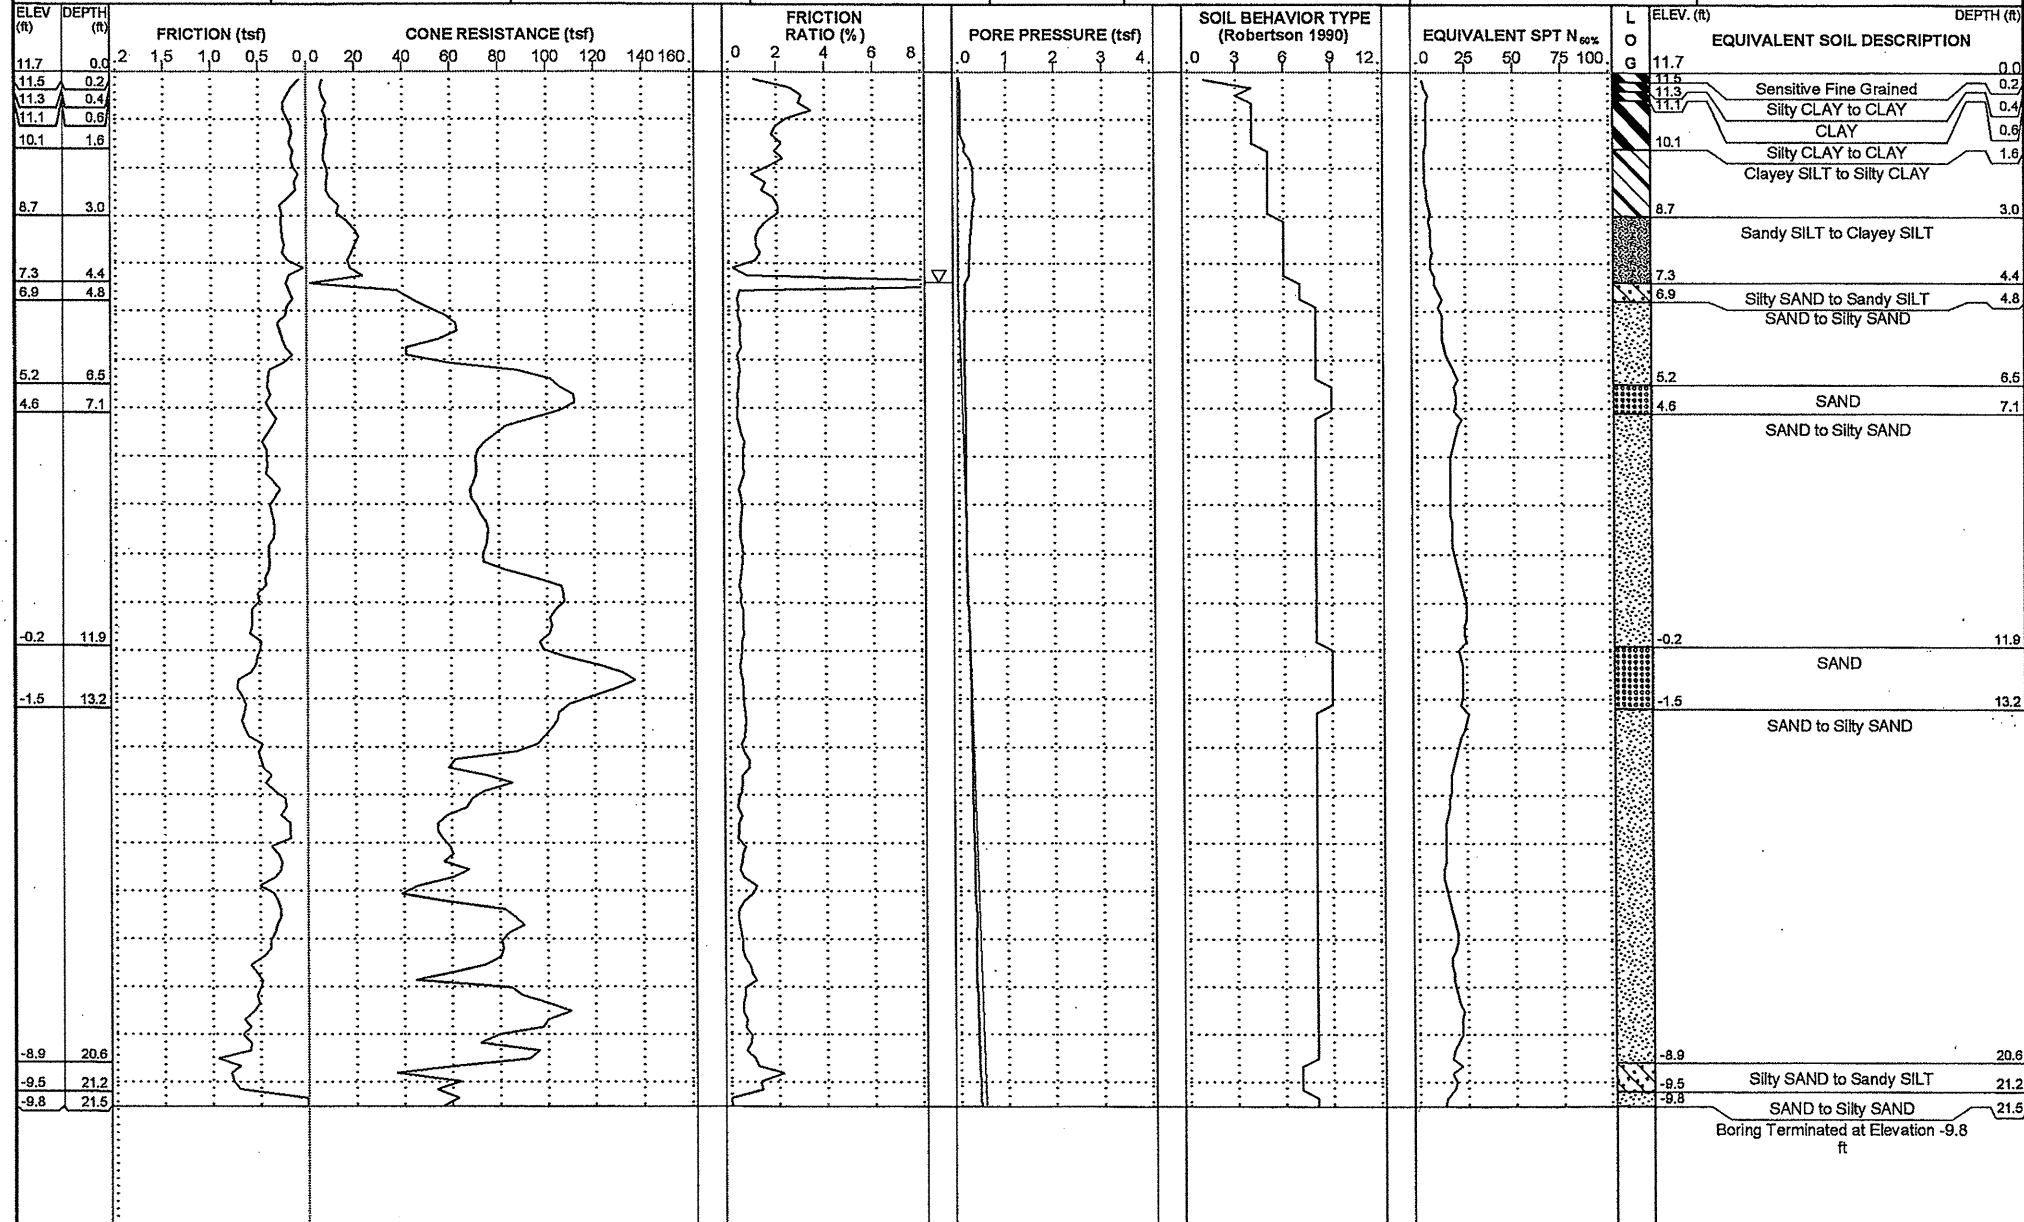 ELEV (ft) DEPTH (ft)
FRICTION (tsf)
CONE RESISTANCE (tsf)
FRICTION RATIO (%)
PORE PRESSURE (tsf)
SOIL BEHAVIOR TYPE (Robertson 1990)
EQUIVALENT SPT N60%
L O G
ELEV. (ft) DEPTH (ft)
EQUIVALENT SOIL DESCRIPTION
2 1.5 1.0 0.5 0.0 20 40 60 80 100 120 140 160
0 2 4 6 8
0 1 2 3 4
0 3 6 9 12
0 25 50 75 100
11.7 0.0
11.5 0.2
11.3 0.4
11.1 0.6
10.1 1.6
8.7 3.0
7.3 4.4
6.9 4.8
5.2 6.5
4.6 7.1
-0.2 11.9
-1.5 13.2
-8.9 20.6
-9.5 21.2
-9.8 21.5
11.7 0.0
11.5 Sensitive Fine Grained 0.2
11.3 Silty CLAY to CLAY 0.4
11.1 CLAY 0.6
10.1 Silty CLAY to CLAY 1.6
Clayey SILT to Silty CLAY
8.7 3.0
Sandy SILT to Clayey SILT
7.3 4.4
6.9 Silty SAND to Sandy SILT 4.8
SAND to Silty SAND
5.2 6.5
SAND
4.6 7.1
SAND to Silty SAND
-0.2 11.9
SAND
-1.5 13.2
SAND to Silty SAND
-8.9 20.6
Silty SAND to Sandy SILT
-9.5 21.2
-9.8 SAND to Silty SAND 21.5
Boring Terminated at Elevation -9.8
ft